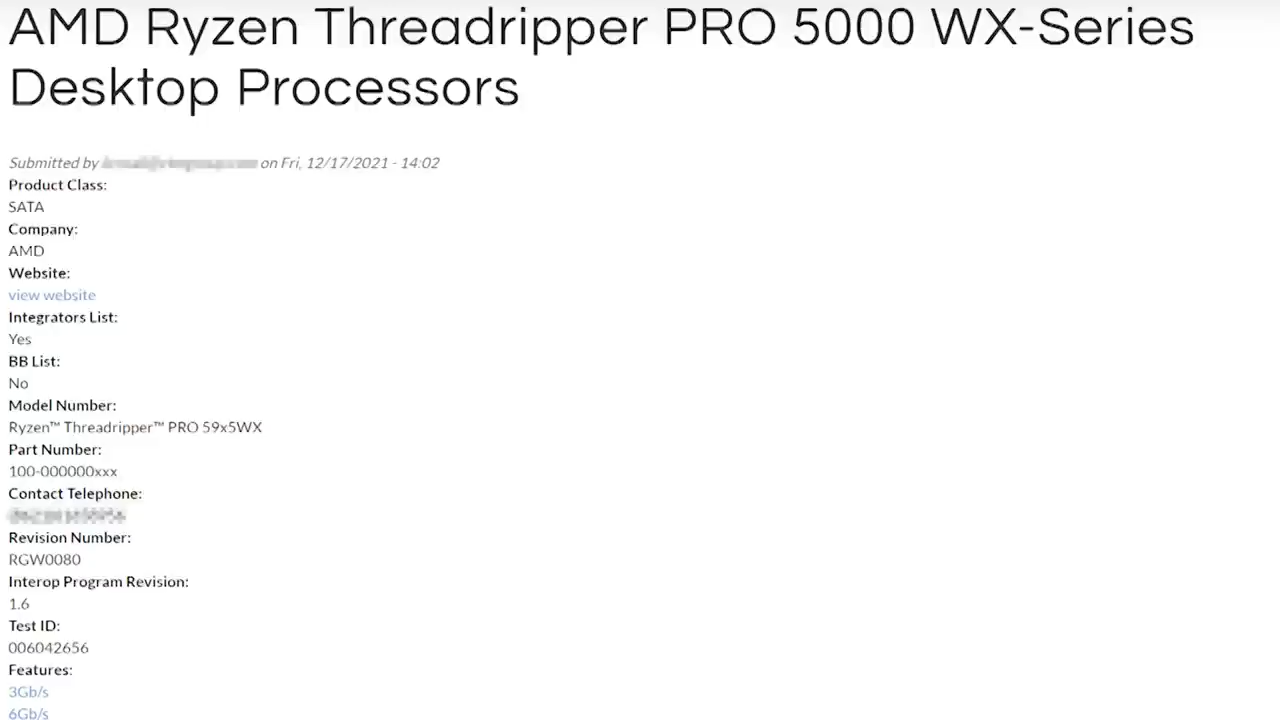 AMD Ryzen Threadripper PRO 5000 WX-Series
Desktop Processors
Submitted by on Fri, 12/17/2021 - 14:02
Product Class:
SATA
Company:
AMD
Website:
view website
Integrators List:
Yes
BB List:
No
Model Number:
Ryzen™ Threadripper™ PRO 59x5WX
Part Number:
100-000000xxx
Contact Telephone:
Revision Number:
RGW0080
Interop Program Revision:
1.6
Test ID:
006042656
Features:
3Gb/s
6Gb/s